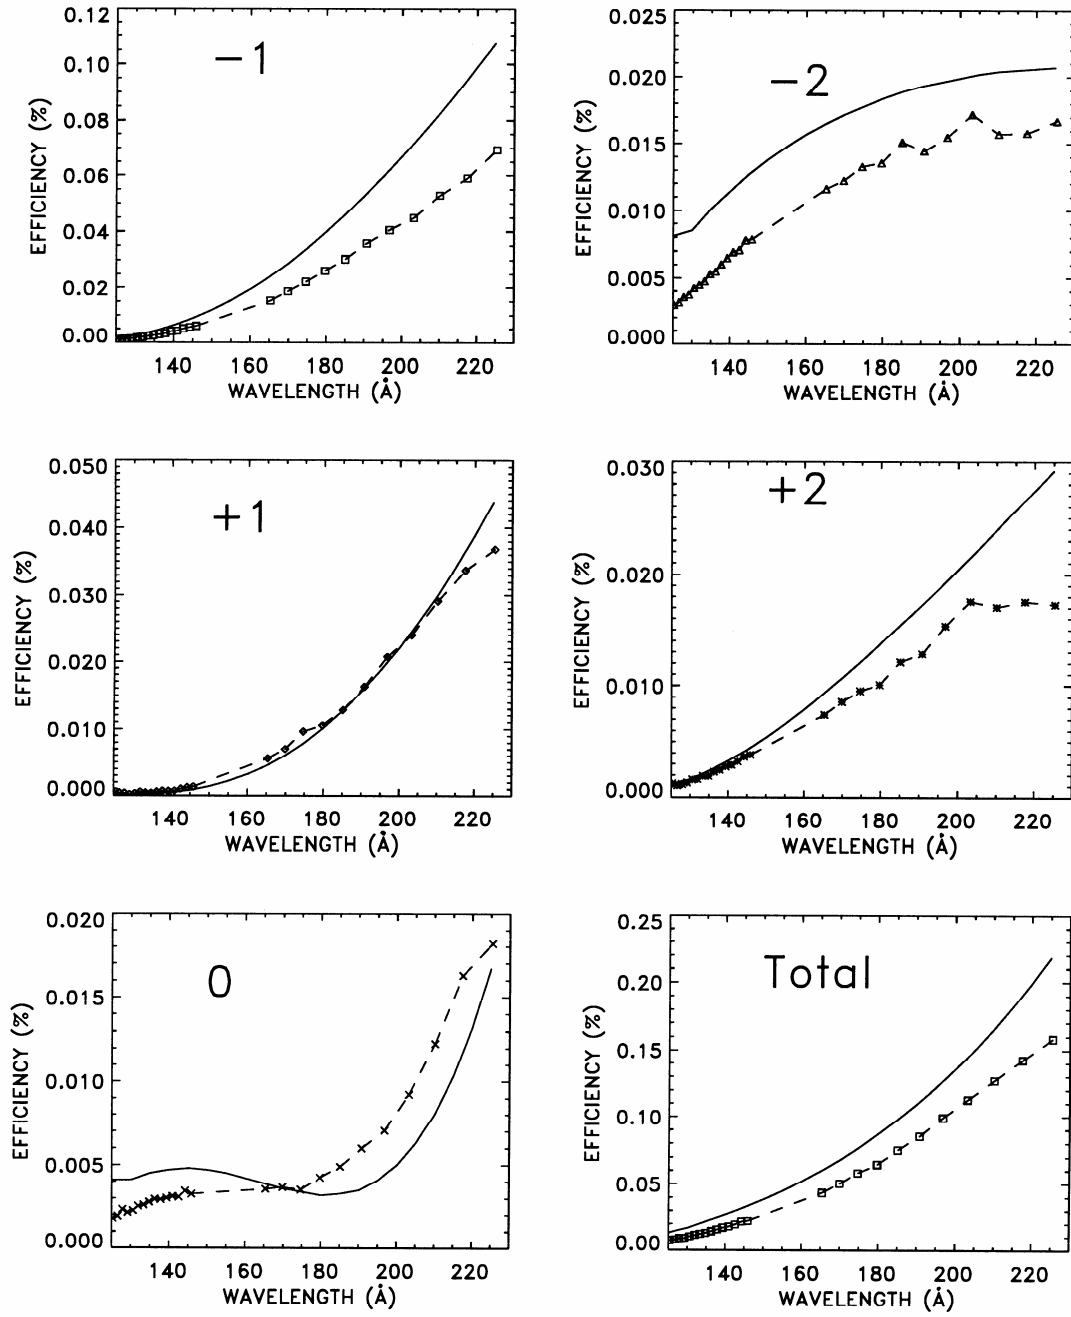 −1
EFFICIENCY (%)
0.12
0.10
0.08
0.06
0.04
0.02
0.00
140 160 180 200 220
WAVELENGTH (Å)
−2
EFFICIENCY (%)
0.025
0.020
0.015
0.010
0.005
0.000
140 160 180 200 220
WAVELENGTH (Å)
+1
EFFICIENCY (%)
0.050
0.040
0.030
0.020
0.010
0.000
140 160 180 200 220
WAVELENGTH (Å)
+2
EFFICIENCY (%)
0.030
0.020
0.010
0.000
140 160 180 200 220
WAVELENGTH (Å)
0
EFFICIENCY (%)
0.020
0.015
0.010
0.005
0.000
140 160 180 200 220
WAVELENGTH (Å)
Total
EFFICIENCY (%)
0.25
0.20
0.15
0.10
0.05
0.00
140 160 180 200 220
WAVELENGTH (Å)